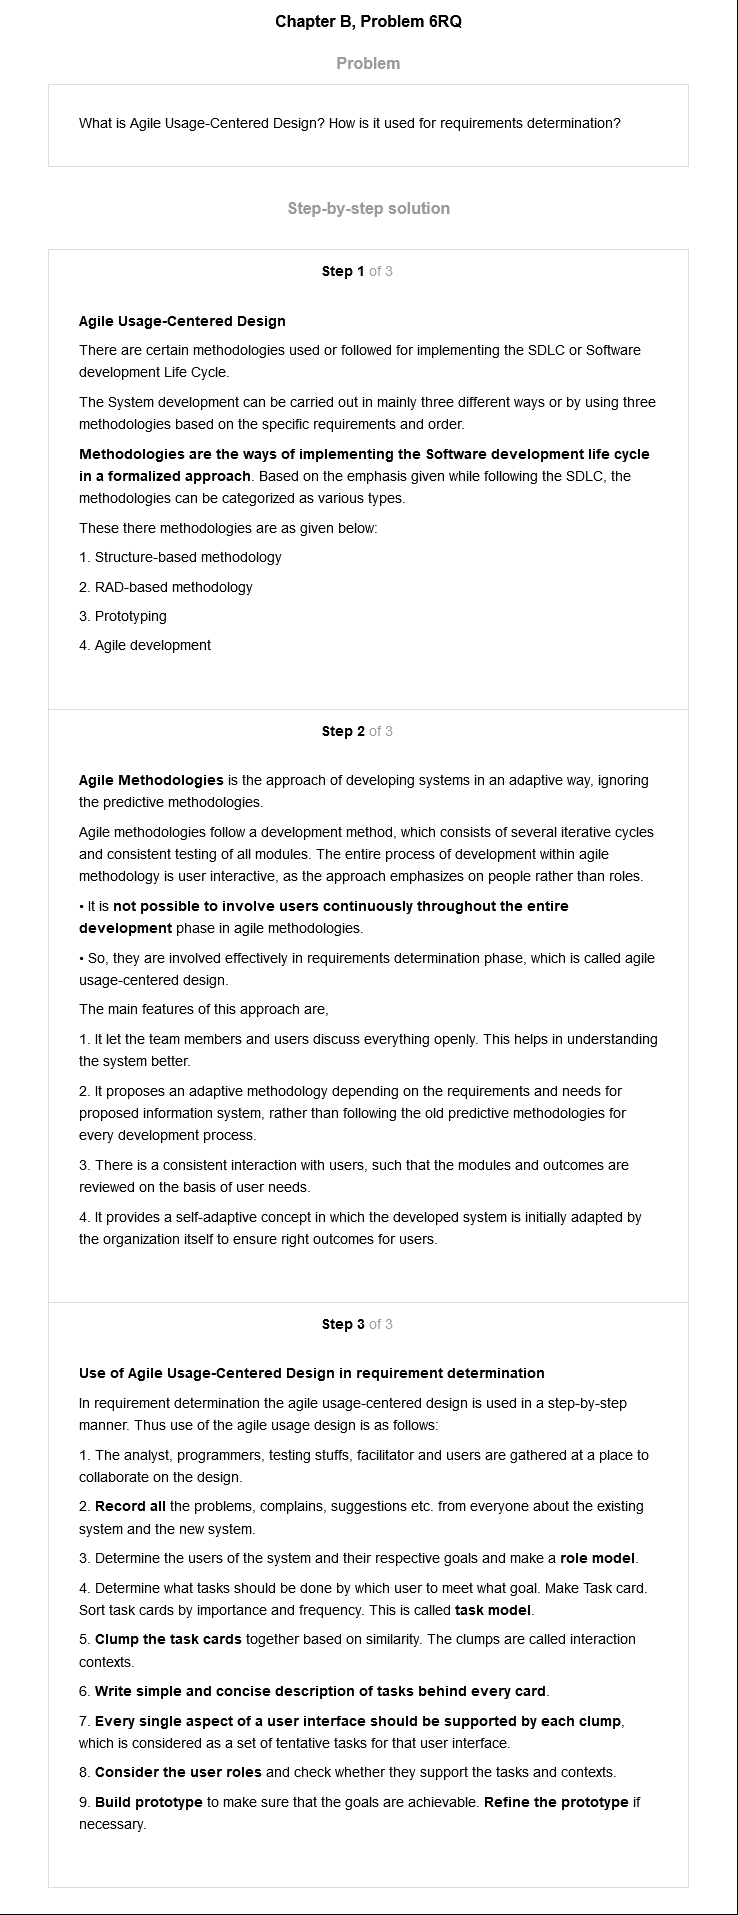 Chapter B, Problem 6RQ
Problem
What is Agile Usage-Centered Design? How is it used for requirements determination?
Step-by-step solution
Step 1 of 3
Agile Usage-Centered Design
There are certain methodologies used or followed for implementing the SDLC or Software
development Life Cycle.
The System development can be carried out in mainly three different ways or by using three
methodologies based on the specific requirements and order.
Methodologies are the ways of implementing the Software development life cycle
in a formalized approach. Based on the emphasis given while following the SDLC, the
methodologies can be categorized as various types.
These there methodologies are as given below:
1. Structure-based methodology
2. RAD-based methodology
3. Prototyping
4. Agile development
Step 2 of 3
Agile Methodologies is the approach of developing systems in an adaptive way, ignoring
the predictive methodologies.
Agile methodologies follow a development method, which consists of several iterative cycles
and consistent testing of all modules. The entire process of development within agile
methodology is user interactive, as the approach emphasizes on people rather than roles.
• It is not possible to involve users continuously throughout the entire
development phase in agile methodologies.
• So, they are involved effectively in requirements determination phase, which is called agile
usage-centered design.
The main features of this approach are,
1. It let the team members and users discuss everything openly. This helps in understanding
the system better.
2. It proposes an adaptive methodology depending on the requirements and needs for
proposed information system, rather than following the old predictive methodologies for
every development process.
3. There is a consistent interaction with users, such that the modules and outcomes are
reviewed on the basis of user needs.
4. It provides a self-adaptive concept in which the developed system is initially adapted by
the organization itself to ensure right outcomes for users.
Step 3 of 3
Use of Agile Usage-Centered Design in requirement determination
In requirement determination the agile usage-centered design is used in a step-by-step
manner. Thus use of the agile usage design is as follows:
1. The analyst, programmers, testing stuffs, facilitator and users are gathered at a place to
collaborate on the design.
2. Record all the problems, complains, suggestions etc. from everyone about the existing
system and the new system.
3. Determine the users of the system and their respective goals and make a role model.
4. Determine what tasks should be done by which user to meet what goal. Make Task card.
Sort task cards by importance and frequency. This is called task model.
5. Clump the task cards together based on similarity. The clumps are called interaction
contexts.
6. Write simple and concise description of tasks behind every card.
7. Every single aspect of a user interface should be supported by each clump,
which is considered as a set of tentative tasks for that user interface.
8. Consider the user roles and check whether they support the tasks and contexts.
9. Build prototype to make sure that the goals are achievable. Refine the prototype if
necessary.